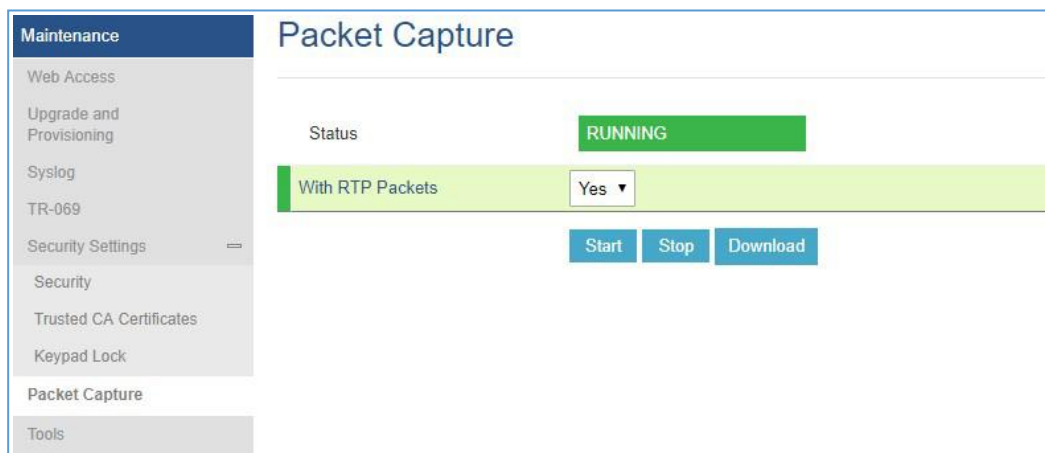 Maintenance
Web Access
Upgrade and
Provisioning
Syslog
TR-069
Security Settings
Security
Trusted CA Certificates
Keypad Lock
Packet Capture
Tools
Packet Capture
Status RUNNING
With RTP Packets Yes
Start Stop Download